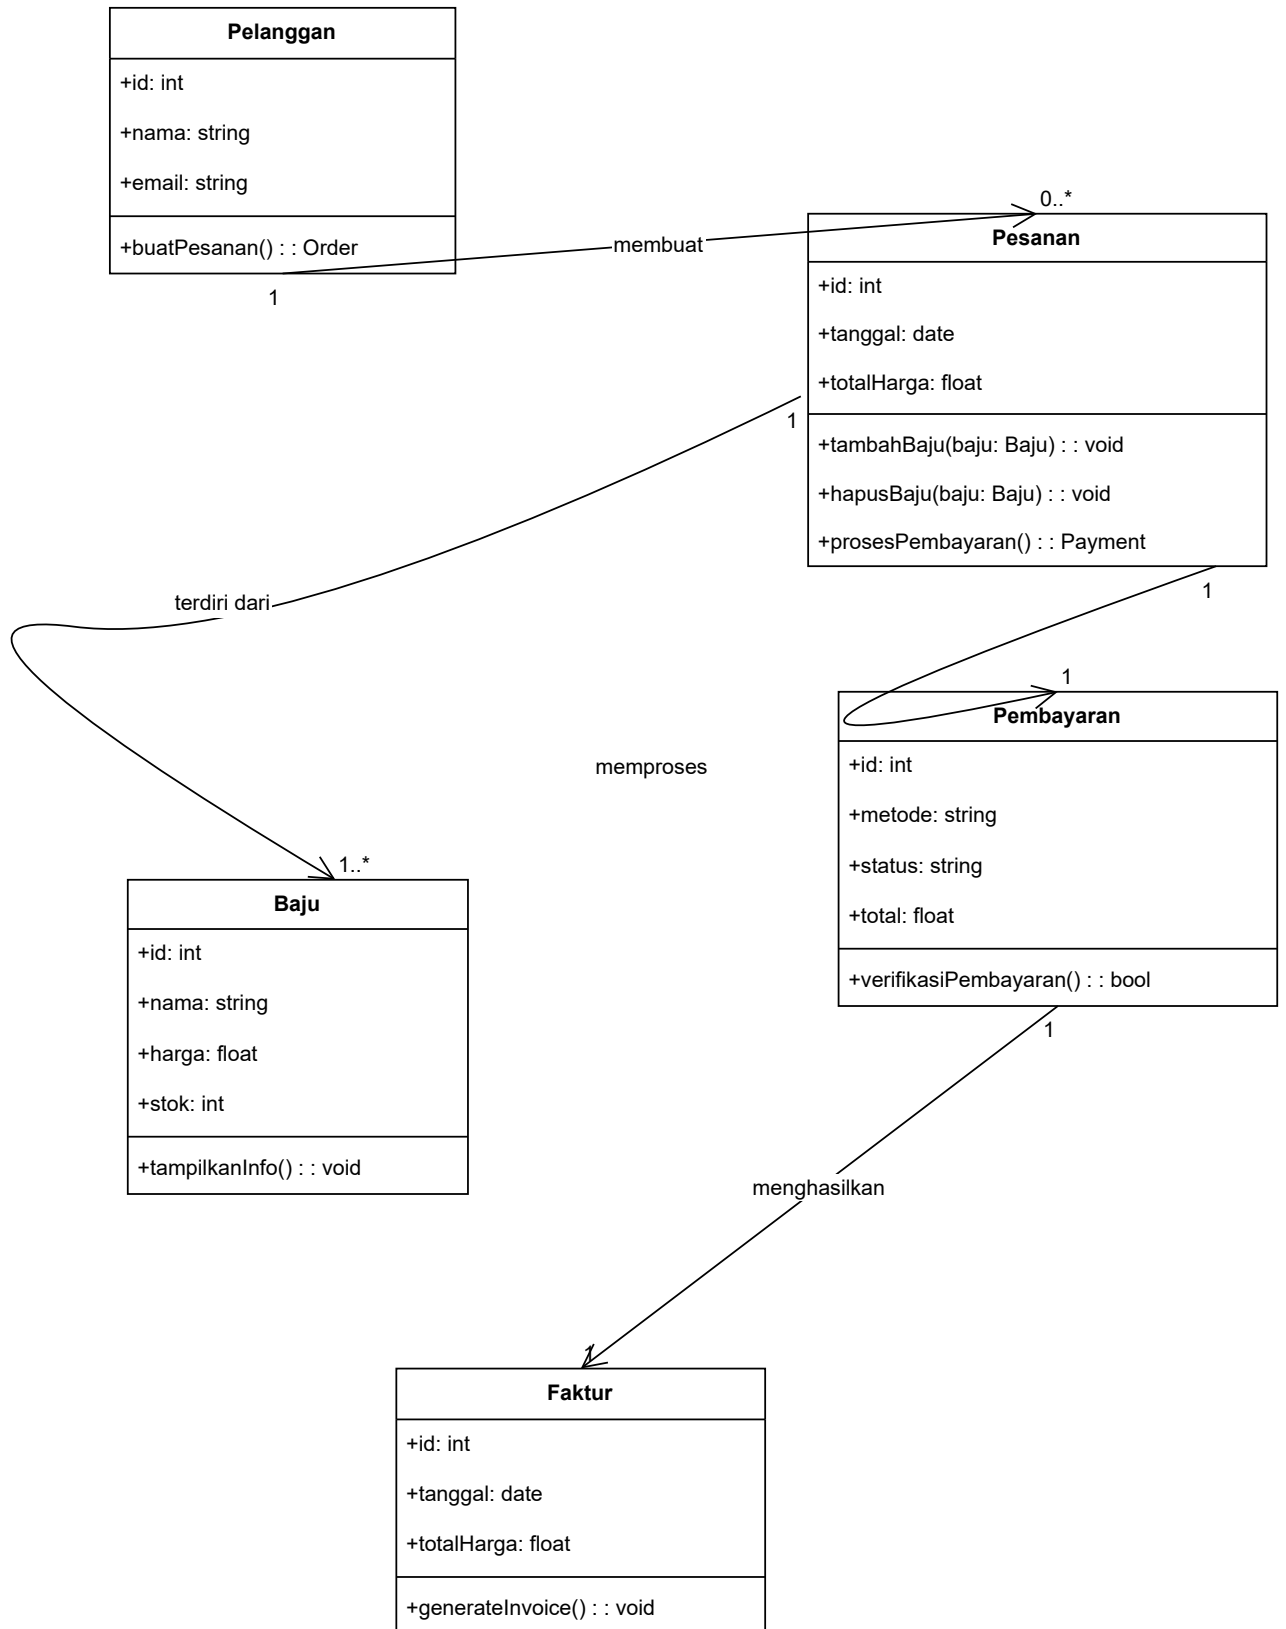 Pelanggan
+id: int
+nama: string
+email: string
+buatPesanan() : : Order
1
membuat
0..*
Pesanan
+id: int
+tanggal: date
+totalHarga: float
+tambahBaju(baju: Baju) : : void
+hapusBaju(baju: Baju) : : void
+prosesPembayaran() : : Payment
1
terdiri dari
1..*
1
memproses
1
Pembayaran
+id: int
+metode: string
+status: string
+total: float
+verifikasiPembayaran() : : bool
1
Baju
+id: int
+nama: string
+harga: float
+stok: int
+tampilkanInfo() : : void
menghasilkan
1
Faktur
+id: int
+tanggal: date
+totalHarga: float
+generateInvoice() : : void